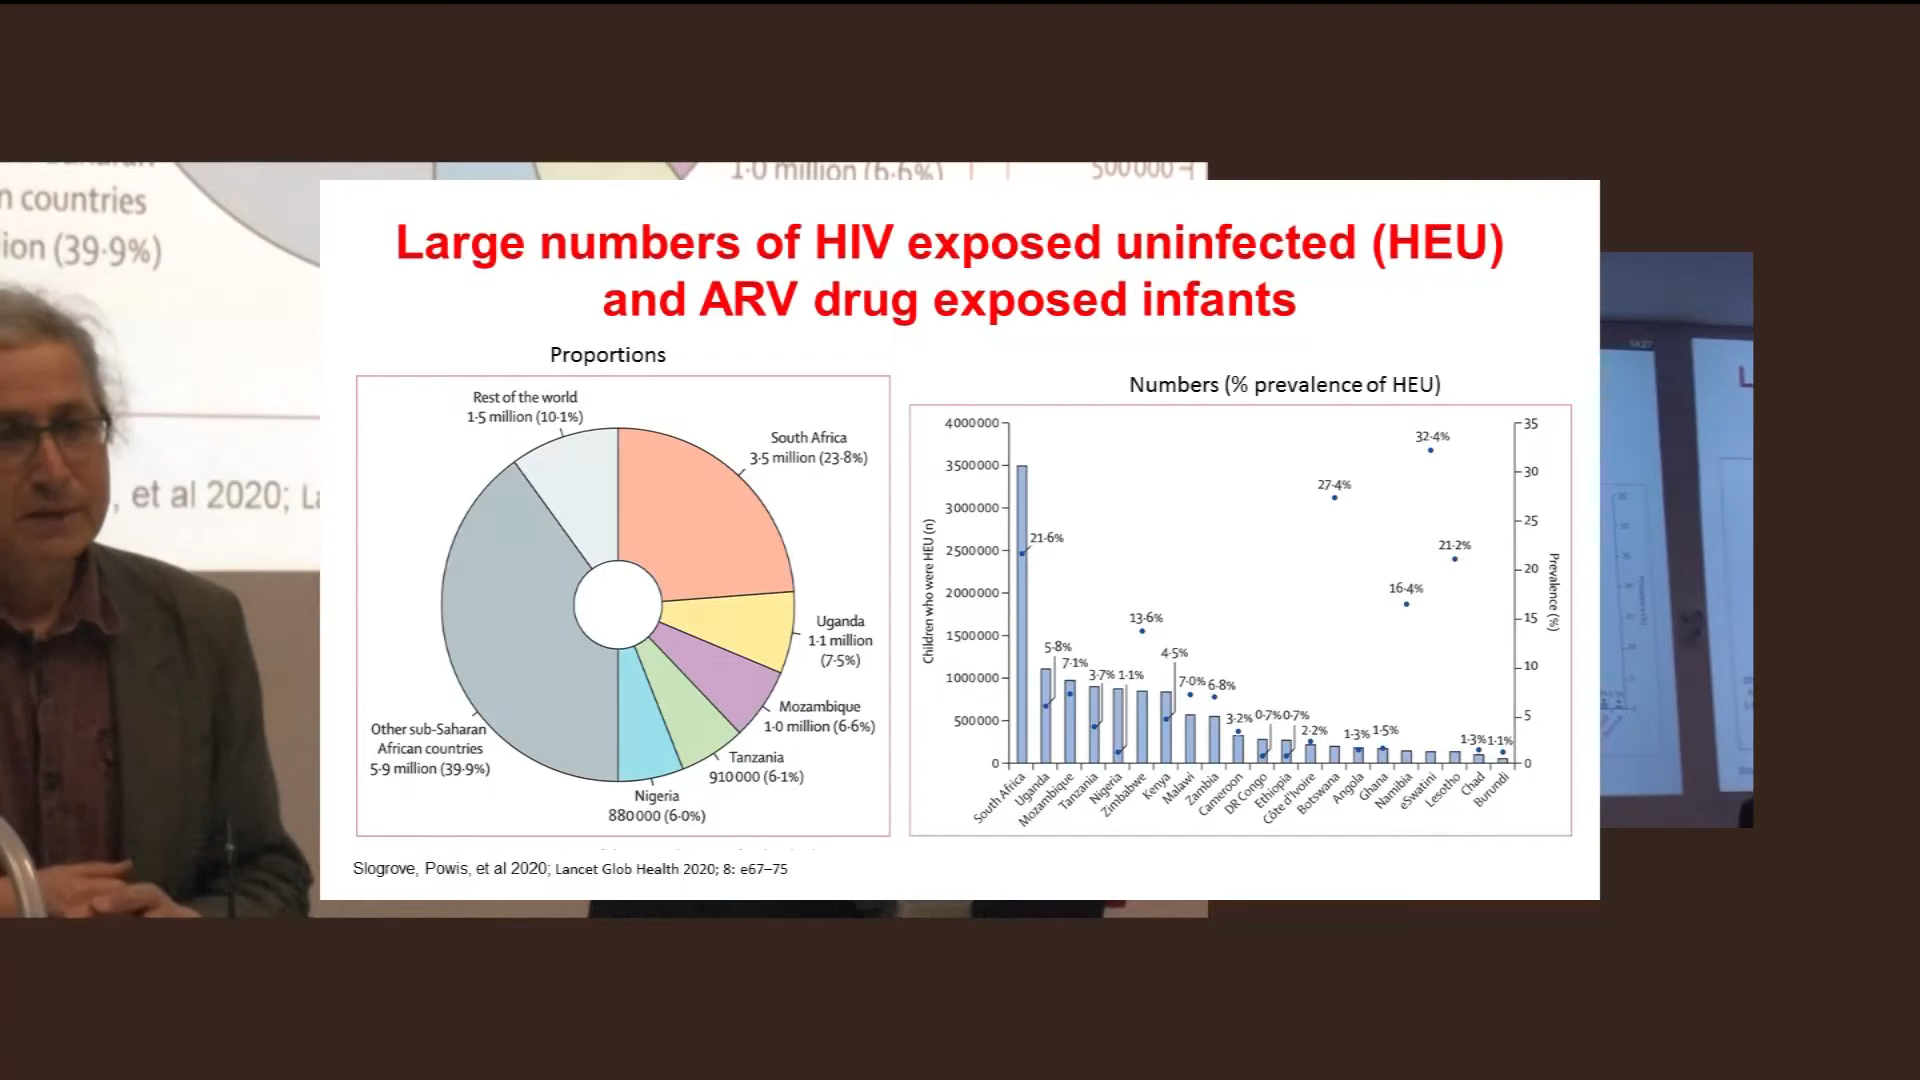 n countries
ion (39·9%)
1·0 million (6·6%)
500000
, et al 2020; La
Large numbers of HIV exposed uninfected (HEU)
and ARV drug exposed infants
Proportions
Rest of the world
1·5 million (10·1%)
South Africa
3·5 million (23·8%)
Uganda
1·1 million
(7·5%)
Mozambique
1·0 million (6·6%)
Tanzania
910 000 (6·1%)
Nigeria
880 000 (6·0%)
Other sub-Saharan
African countries
5·9 million (39·9%)
Numbers (% prevalence of HEU)
Children who were HEU (n)
4 000 000
3 500 000
3 000 000
2 500 000
2 000 000
1 500 000
1 000 000
500 000
0
21·6%
5·8%
7·1%
3·7%
1·1%
13·6%
4·5%
7·0%
6·8%
3·2%
0·7%
0·7%
2·2%
27·4%
1·3%
1·5%
16·4%
32·4%
21·2%
1·3%
1·1%
35
30
25
20
15
10
5
0
Prevalence (%)
South Africa
Uganda
Mozambique
Tanzania
Nigeria
Zimbabwe
Kenya
Malawi
Zambia
Cameroon
DR Congo
Ethiopia
Côte d'Ivoire
Botswana
Angola
Ghana
Namibia
eSwatini
Lesotho
Chad
Burundi
Slogrove, Powis, et al 2020; Lancet Glob Health 2020; 8: e67–75